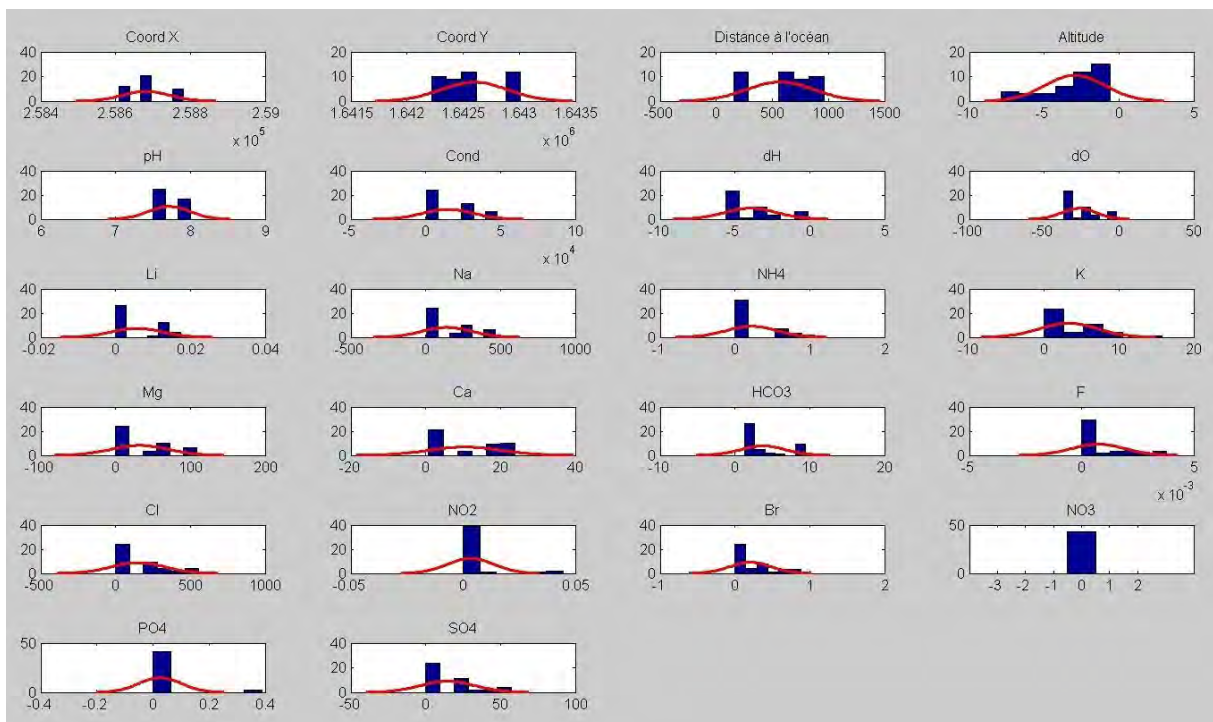 Coord X
Coord Y
Distance à l'océan
Altitude
40
20
0
2.584 2.586 2.588 2.59
x 10^5
20
10
0
1.6415 1.642 1.6425 1.643 1.6435
x 10^6
20
10
0
-500 0 500 1000 1500
20
10
0
-10 -5 0 5
pH
Cond
dH
dO
40
20
0
6 7 8 9
40
20
0
-5 0 5 10
x 10^4
40
20
0
-10 -5 0 5
40
20
0
-100 -50 0 50
Li
Na
NH4
K
40
20
0
-0.02 0 0.02 0.04
40
20
0
-500 0 500 1000
40
20
0
-1 0 1 2
40
20
0
-10 0 10 20
Mg
Ca
HCO3
F
40
20
0
-100 0 100 200
40
20
0
-20 0 20 40
40
20
0
-10 0 10 20
40
20
0
-5 0 5
x 10^-3
Cl
NO2
Br
NO3
40
20
0
-500 0 500 1000
40
20
0
-0.05 0 0.05
40
20
0
-1 0 1 2
50
0
-3 -2 -1 0 1 2
PO4
SO4
50
0
-0.4 -0.2 0 0.2 0.4
40
20
0
-50 0 50 100